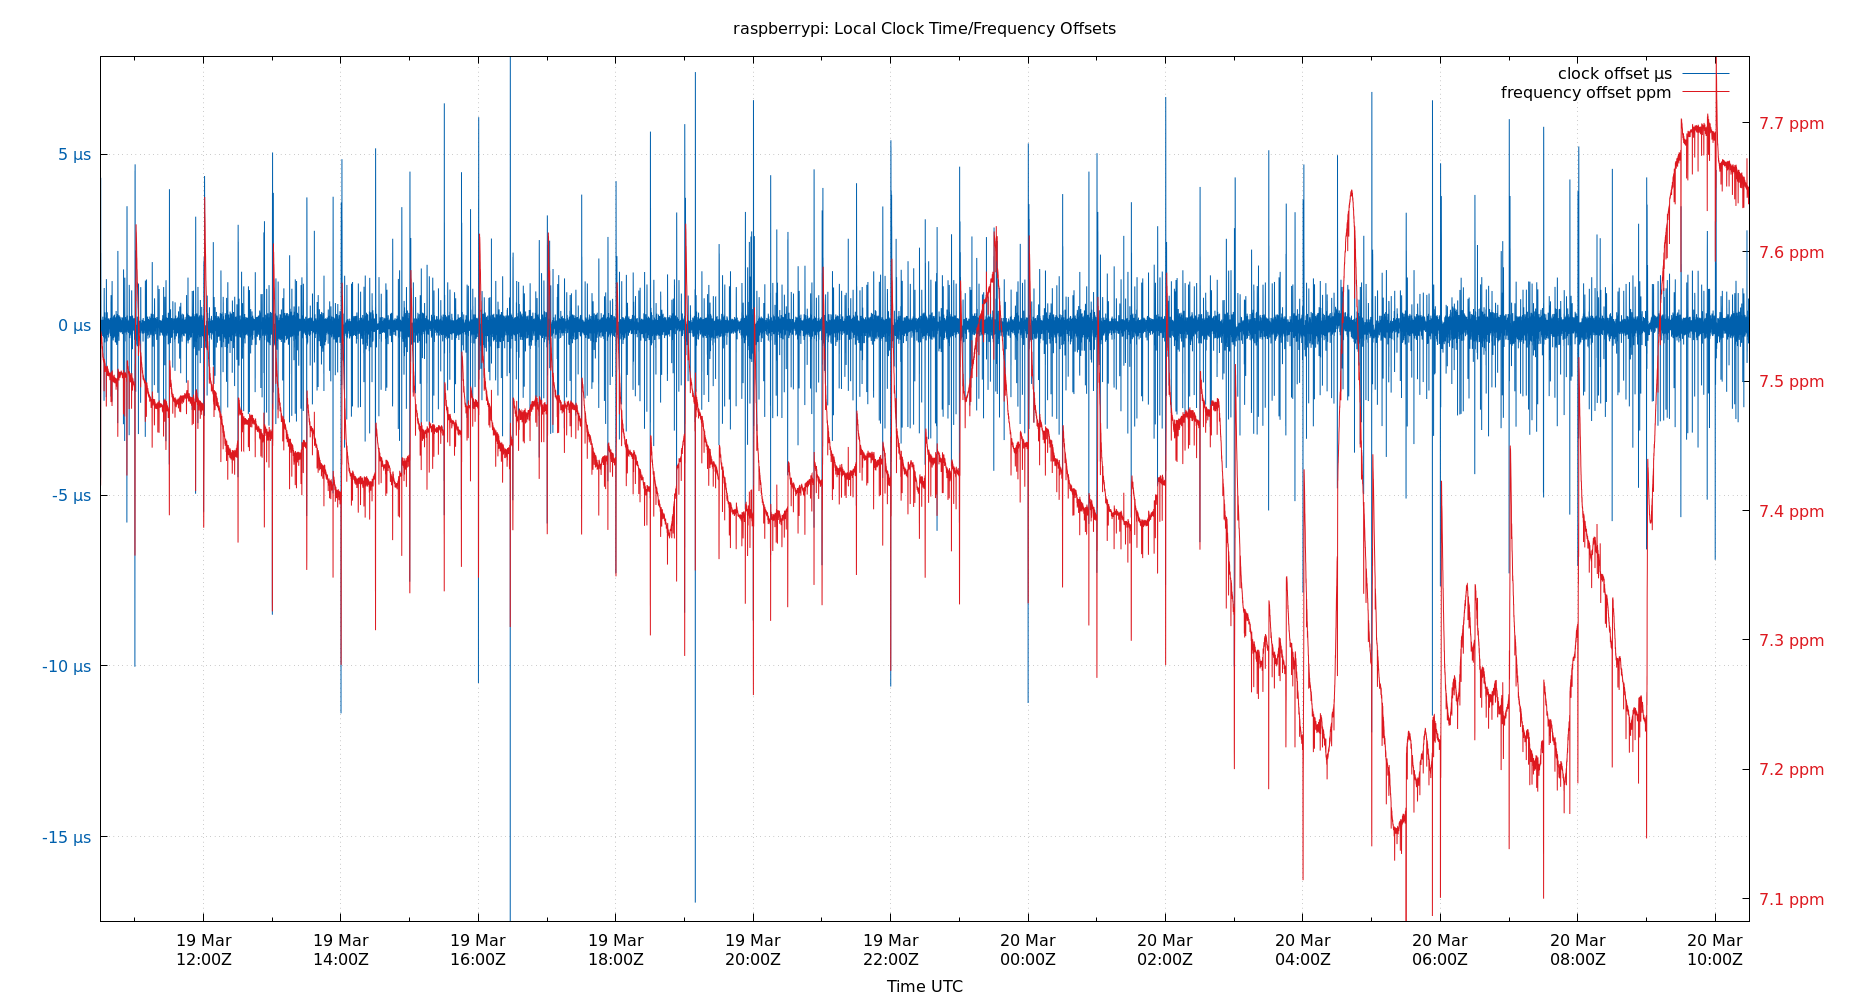 raspberrypi: Local Clock Time/Frequency Offsets
clock offset µs
frequency offset ppm
5 µs
0 µs
-5 µs
-10 µs
-15 µs
7.7 ppm
7.6 ppm
7.5 ppm
7.4 ppm
7.3 ppm
7.2 ppm
7.1 ppm
19 Mar 19 Mar 19 Mar 19 Mar 19 Mar 19 Mar 20 Mar 20 Mar 20 Mar 20 Mar 20 Mar 20 Mar
12:00Z 14:00Z 16:00Z 18:00Z 20:00Z 22:00Z 00:00Z 02:00Z 04:00Z 06:00Z 08:00Z 10:00Z
Time UTC